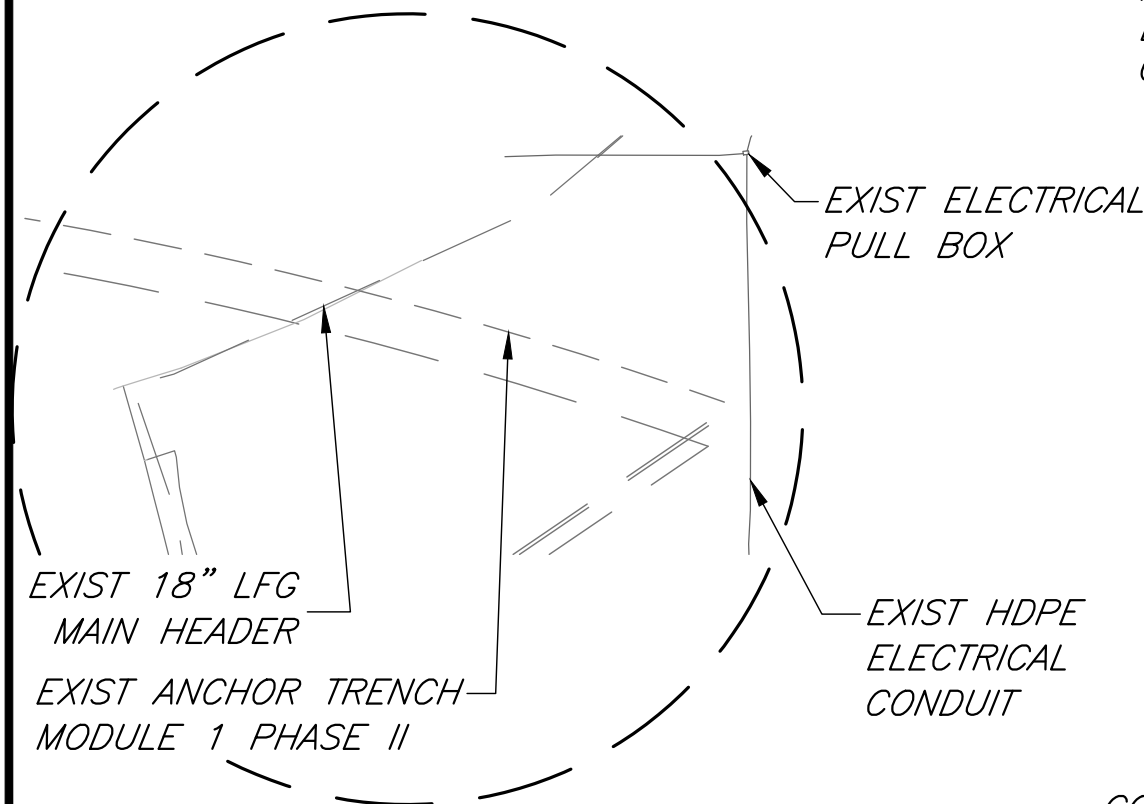 EXIST ELECTRICAL
PULL BOX
EXIST 18” LFG
MAIN HEADER
EXIST HDPE
ELECTRICAL
CONDUIT
EXIST ANCHOR TRENCH
MODULE 1 PHASE II